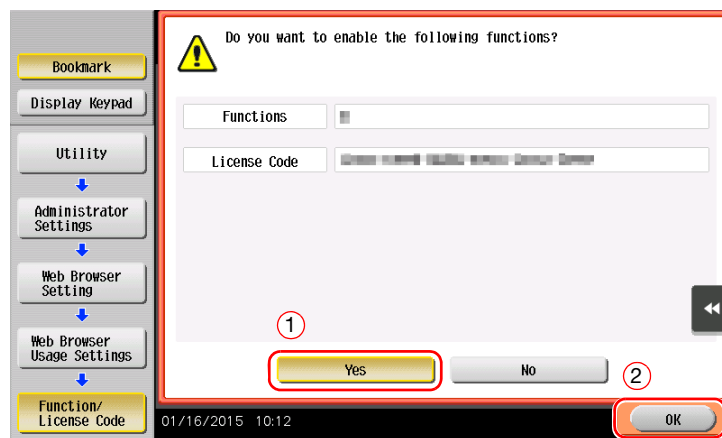 Do you want to enable the following functions?
Bookmark
Display Keypad
Functions
Utility
License Code
Administrator
Settings
Web Browser
Setting
1
Web Browser
Usage Settings
Yes
No
2
Function/
License Code
01/16/2015 10:12
OK